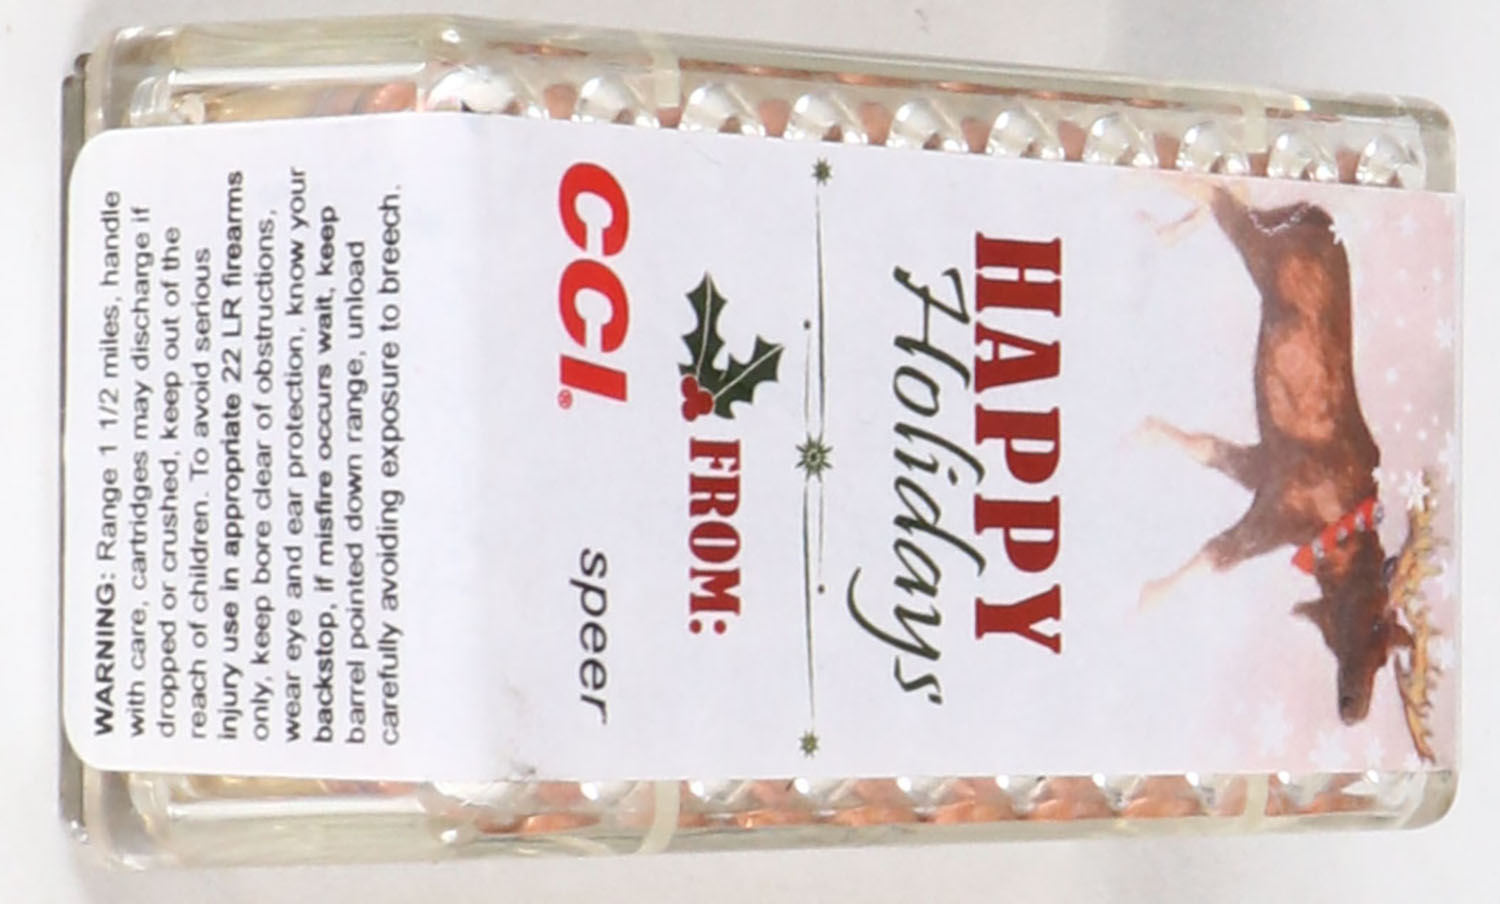 HAPPY
Holidays
FROM:
CCI® speer
WARNING: Range 1 1/2 miles, handle
with care, cartridges may discharge if
dropped or crushed, keep out of the
reach of children. To avoid serious
injury use in appropriate 22 LR firearms
only, keep bore clear of obstructions,
wear eye and ear protection, know your
backstop, if misfire occurs wait, keep
barrel pointed down range, unload
carefully avoiding exposure to breech.